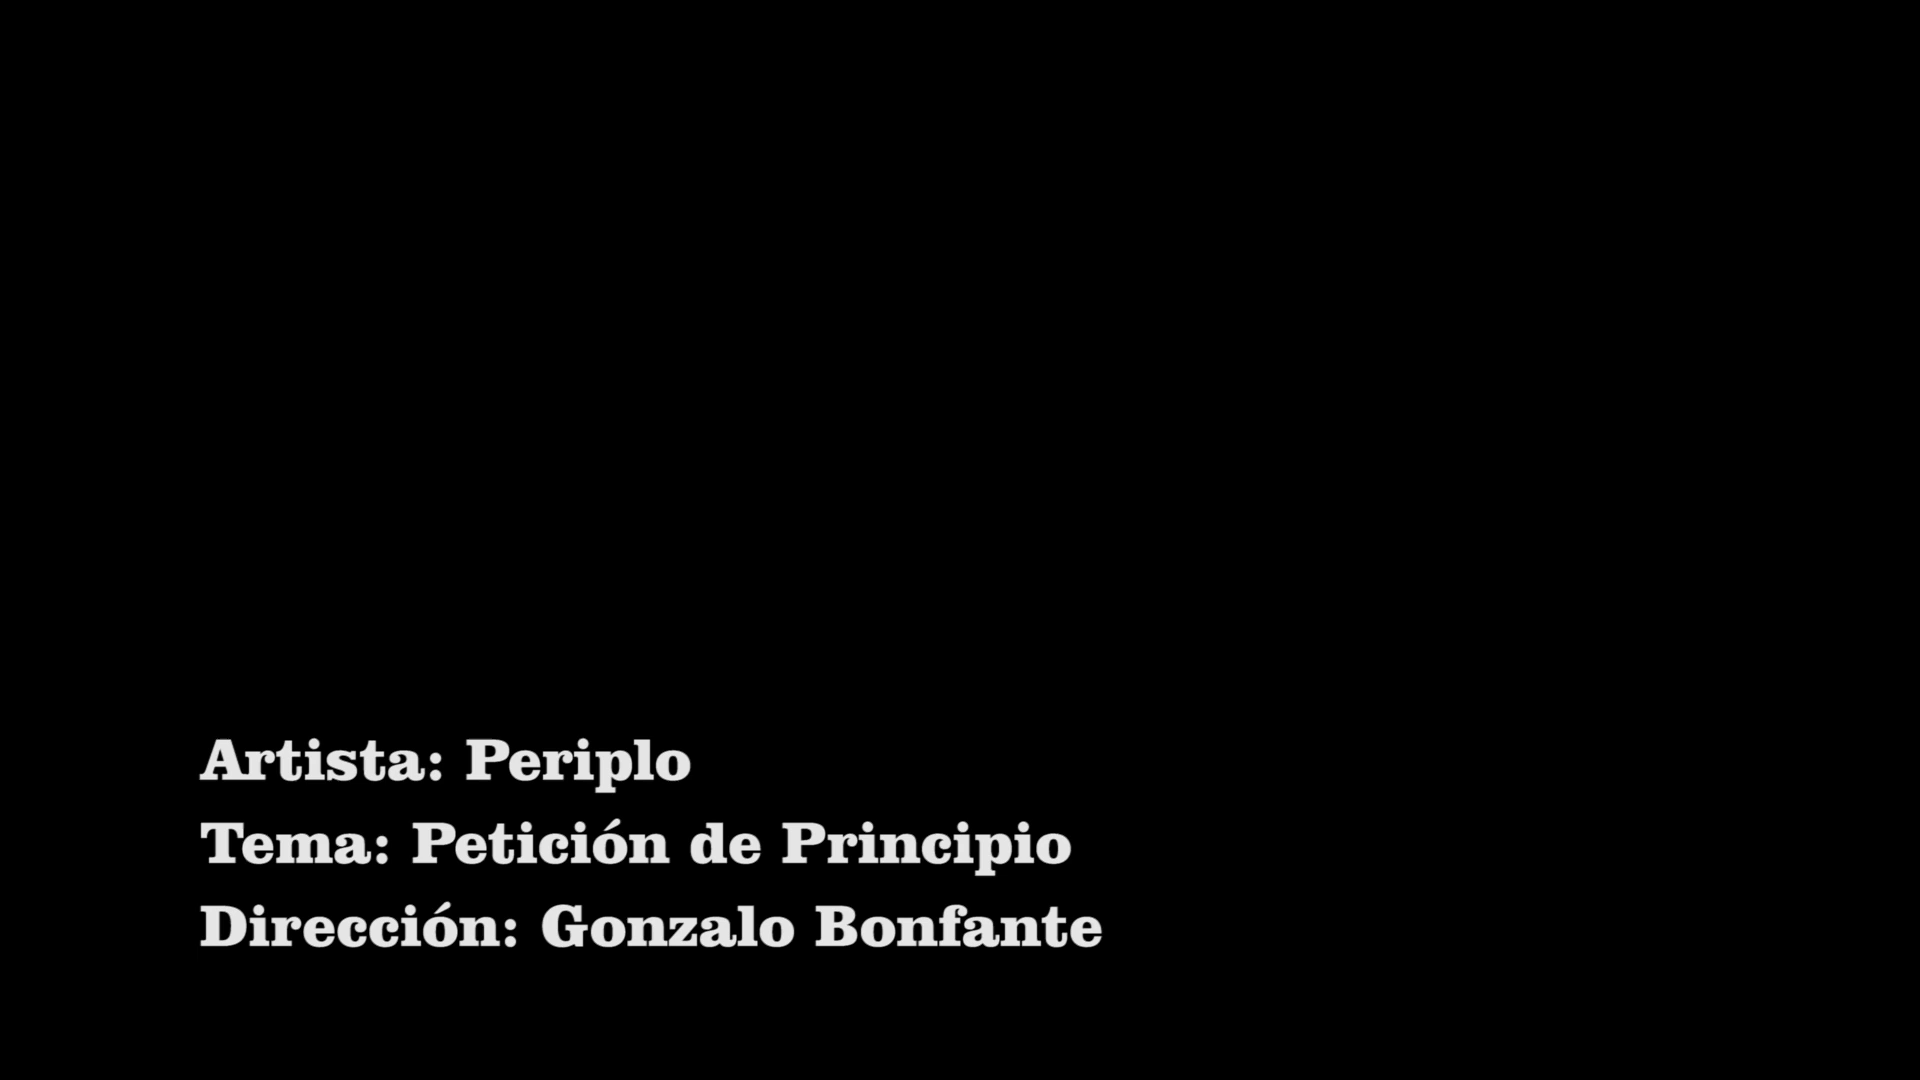 Artista: Periplo
Tema: Petición de Principio
Dirección: Gonzalo Bonfante